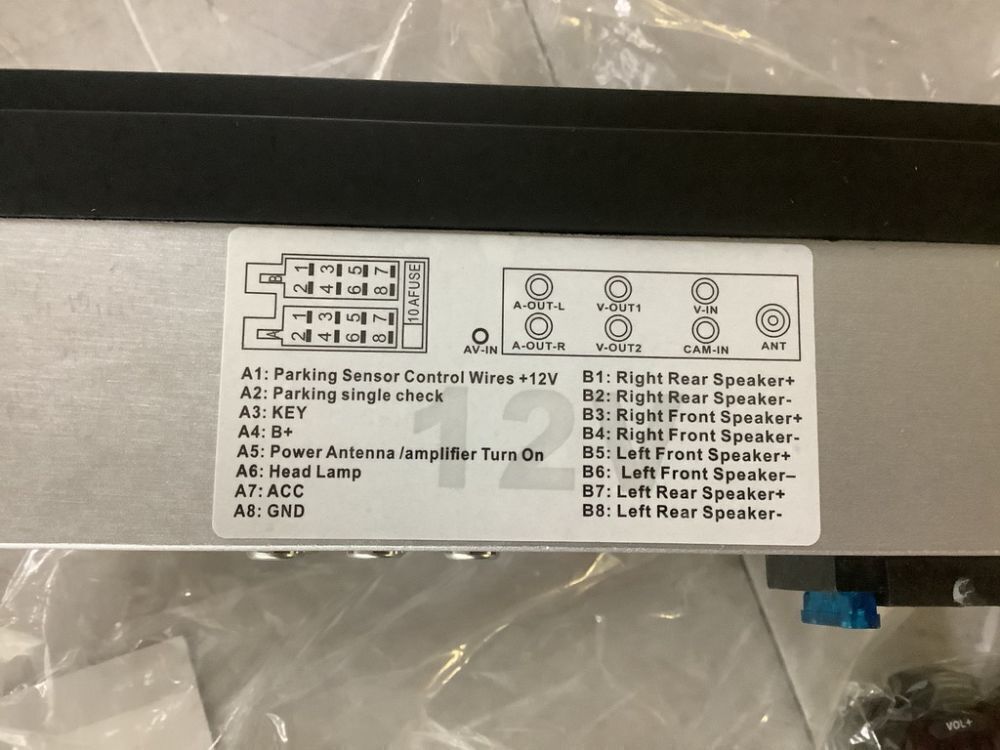 B 1 3 5 7
2 4 6 8
A 1 3 5 7
2 4 6 8
10 AFUSE
AV-IN
A-OUT-L V-OUT1 V-IN
A-OUT-R V-OUT2 CAM-IN ANT
A1: Parking Sensor Control Wires +12V
A2: Parking single check
A3: KEY
A4: B+
A5: Power Antenna /amplifier Turn On
A6: Head Lamp
A7: ACC
A8: GND
B1: Right Rear Speaker+
B2: Right Rear Speaker-
B3: Right Front Speaker+
B4: Right Front Speaker-
B5: Left Front Speaker+
B6: Left Front Speaker–
B7: Left Rear Speaker+
B8: Left Rear Speaker-
VOL+